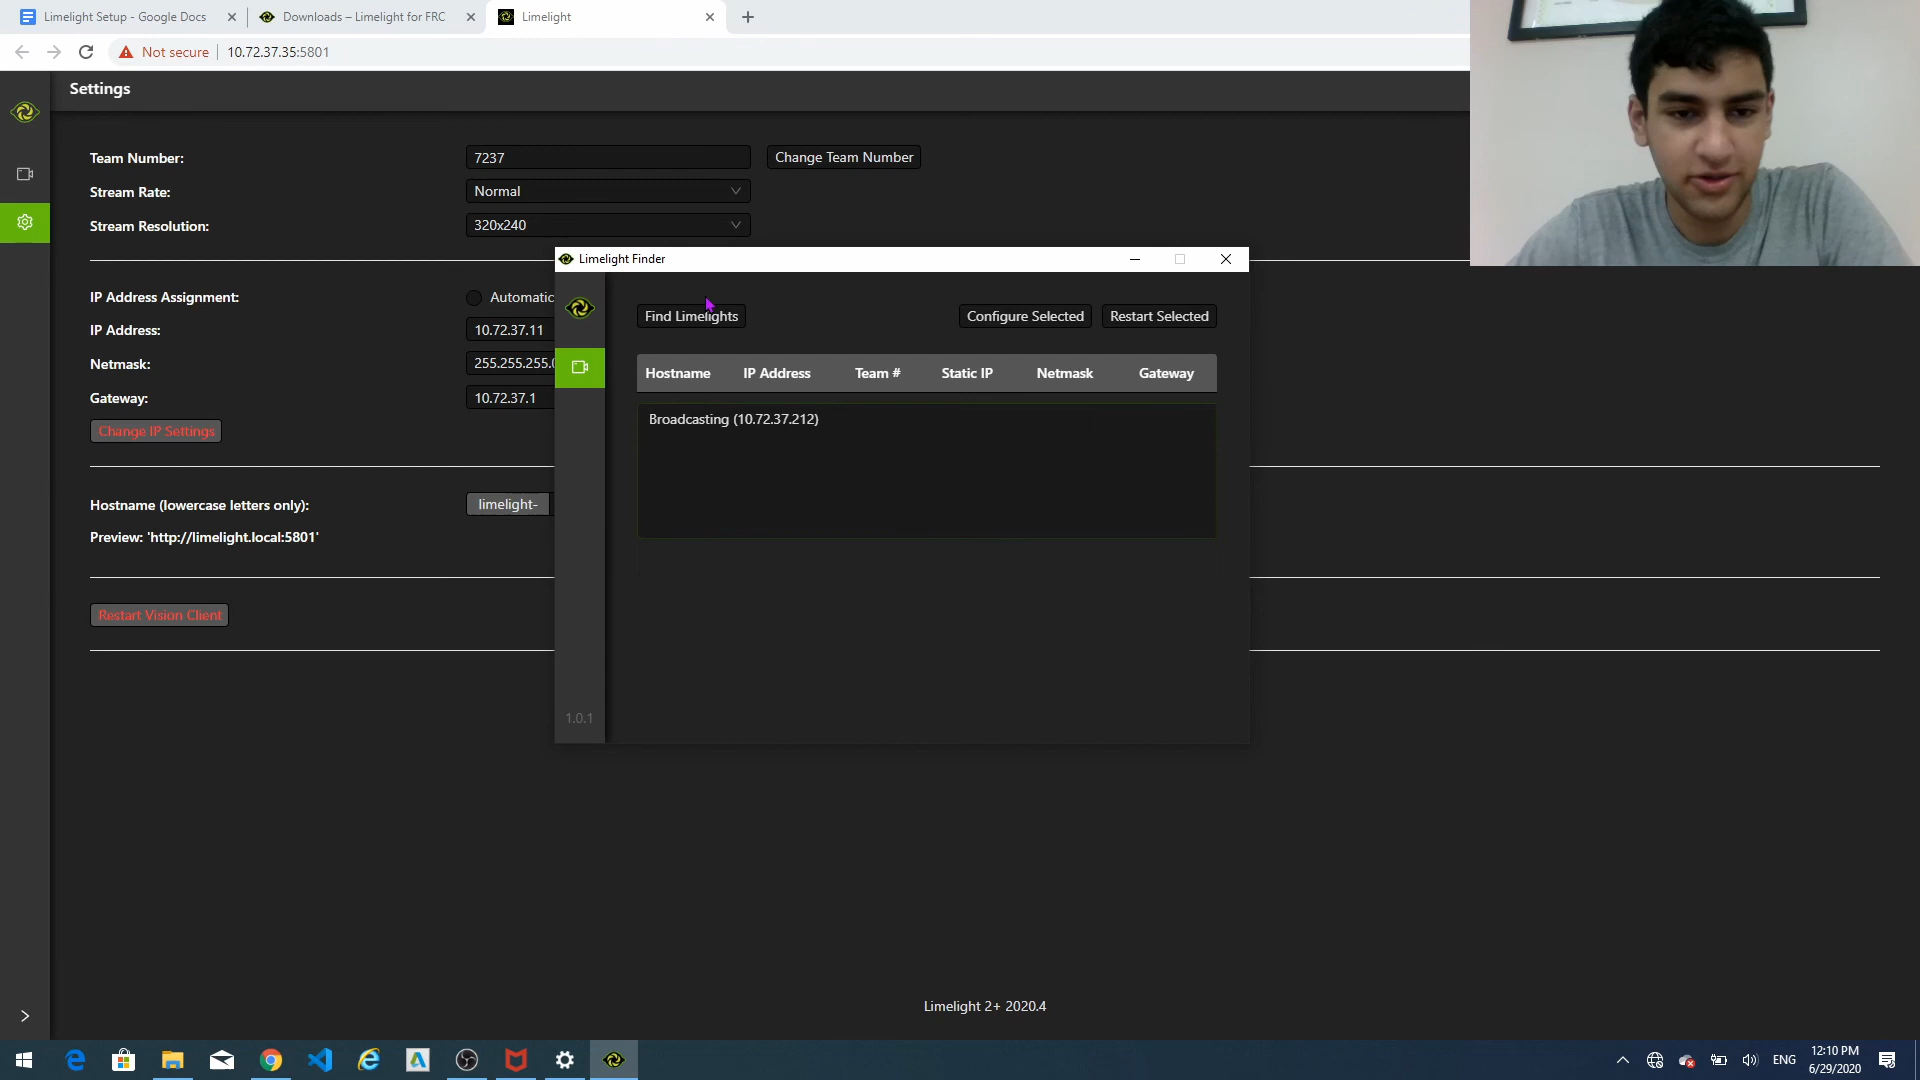 Limelight Setup - Google Docs
Downloads – Limelight for FRC
Limelight
Not secure
10.72.37.35:5801
Settings
Team Number:
7237
Change Team Number
Stream Rate:
Normal
Stream Resolution:
320x240
Limelight Finder
IP Address Assignment:
Automatic
IP Address:
10.72.37.11
Netmask:
255.255.255.0
Gateway:
10.72.37.1
Change IP Settings
Find Limelights
Configure Selected
Restart Selected
Hostname
IP Address
Team #
Static IP
Netmask
Gateway
Broadcasting (10.72.37.212)
Hostname (lowercase letters only):
limelight-
Preview: 'http://limelight.local:5801'
Restart Vision Client
1.0.1
Limelight 2+ 2020.4
ENG
12:10 PM
6/29/2020